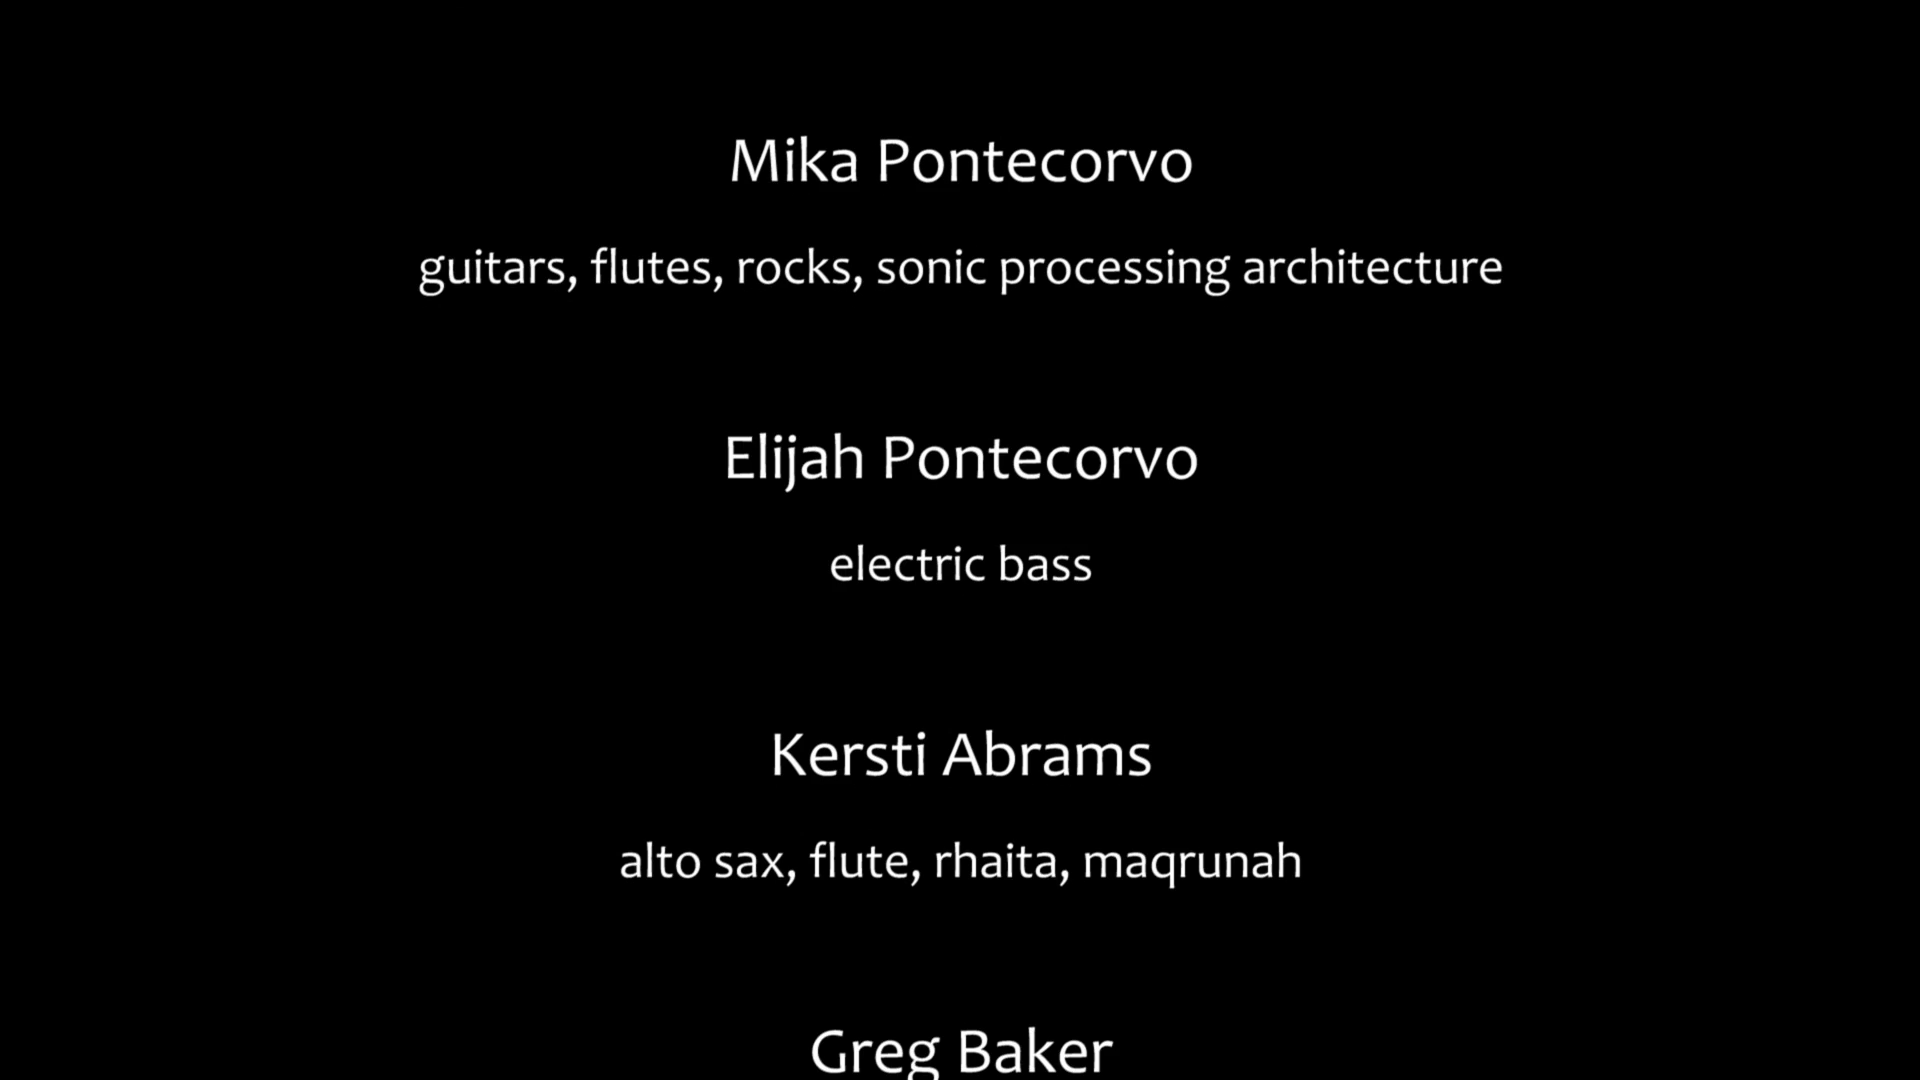 Mika Pontecorvo
guitars, flutes, rocks, sonic processing architecture
Elijah Pontecorvo
electric bass
Kersti Abrams
alto sax, flute, rhaita, maqrunah
Greg Baker